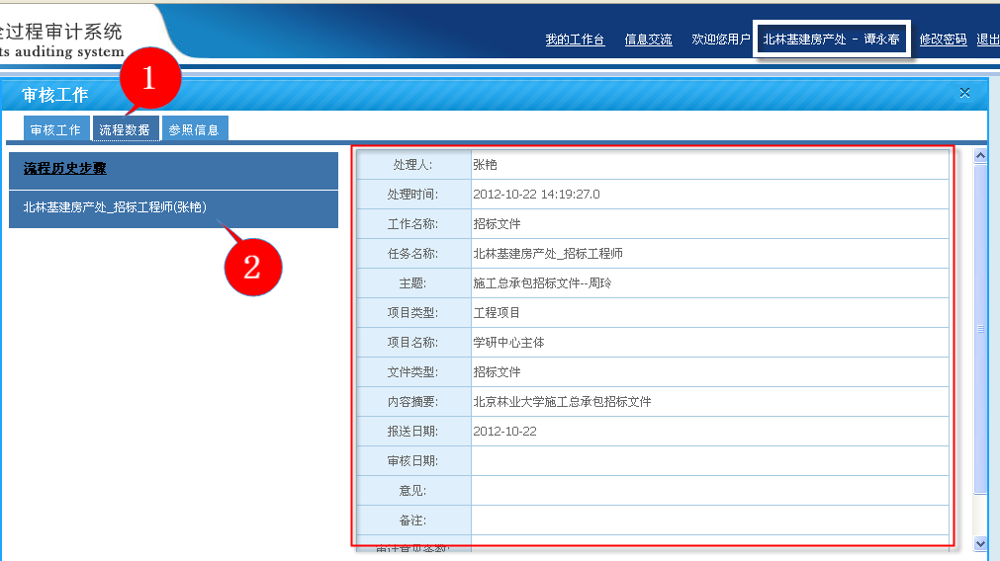 全过程审计系统
ts auditing system
我的工作台 信息交流 欢迎您用户 北林基建房产处 - 谭永春 修改密码 退出
1
审核工作
审核工作 流程数据 参照信息
流程历史步骤
北林基建房产处_招标工程师(张艳)
2
处理人: 张艳
处理时间: 2012-10-22 14:19:27.0
工作名称: 招标文件
任务名称: 北林基建房产处_招标工程师
主题: 施工总承包招标文件--周玲
项目类型: 工程项目
项目名称: 学研中心主体
文件类型: 招标文件
内容摘要: 北京林业大学施工总承包招标文件
报送日期: 2012-10-22
审核日期:
意见:
备注:
审计意见条数: